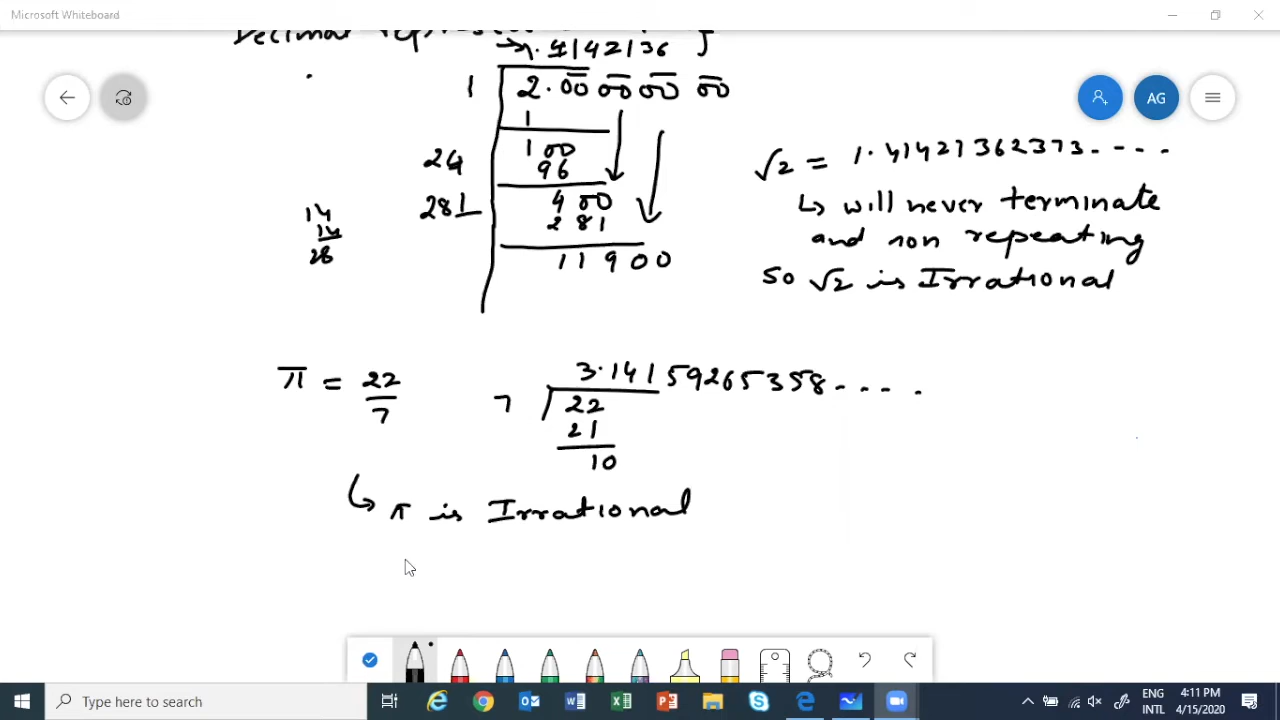 Microsoft Whiteboard
Decimal
1.4142136
1
2.00 00 00 00
1
24
100
96
281
400
281
11900
14
14
28
√2 = 1.41421362373.....
↳ will never terminate
and non repeating
so √2 is Irrational
π = 22/7
7
3.14159265358.....
22
21
10
↳ π is Irrational
AG
Type here to search
ENG
INTL
4:11 PM
4/15/2020